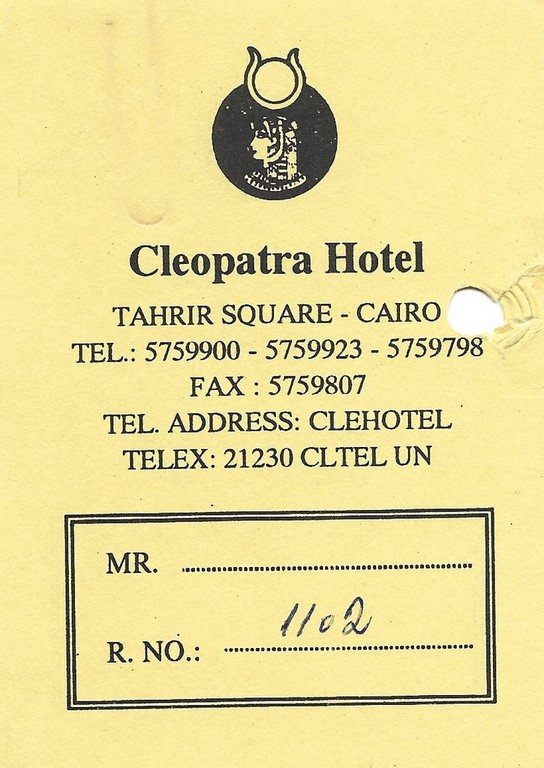 Cleopatra Hotel
TAHRIR SQUARE - CAIRO
TEL.: 5759900 - 5759923 - 5759798
FAX : 5759807
TEL. ADDRESS: CLEHOTEL
TELEX: 21230 CLTEL UN
MR. ..........................................
R. NO.: 1102